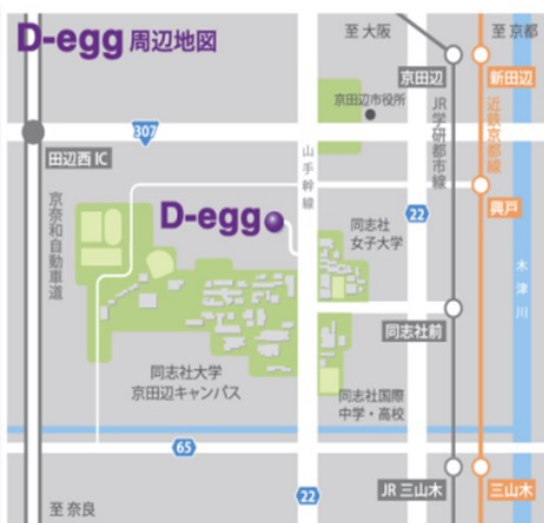 D-egg 周辺地図
至 大阪
至 京都
京田辺
新田辺
京田辺市役所
307
田辺西 IC
山手幹線
JR学研都市線
近鉄京都線
興戸
京奈和自動車道
D-egg
22
同志社
女子大学
木津川
同志社前
同志社大学
京田辺キャンパス
同志社国際
中学・高校
65
22
JR 三山木
三山木
至 奈良